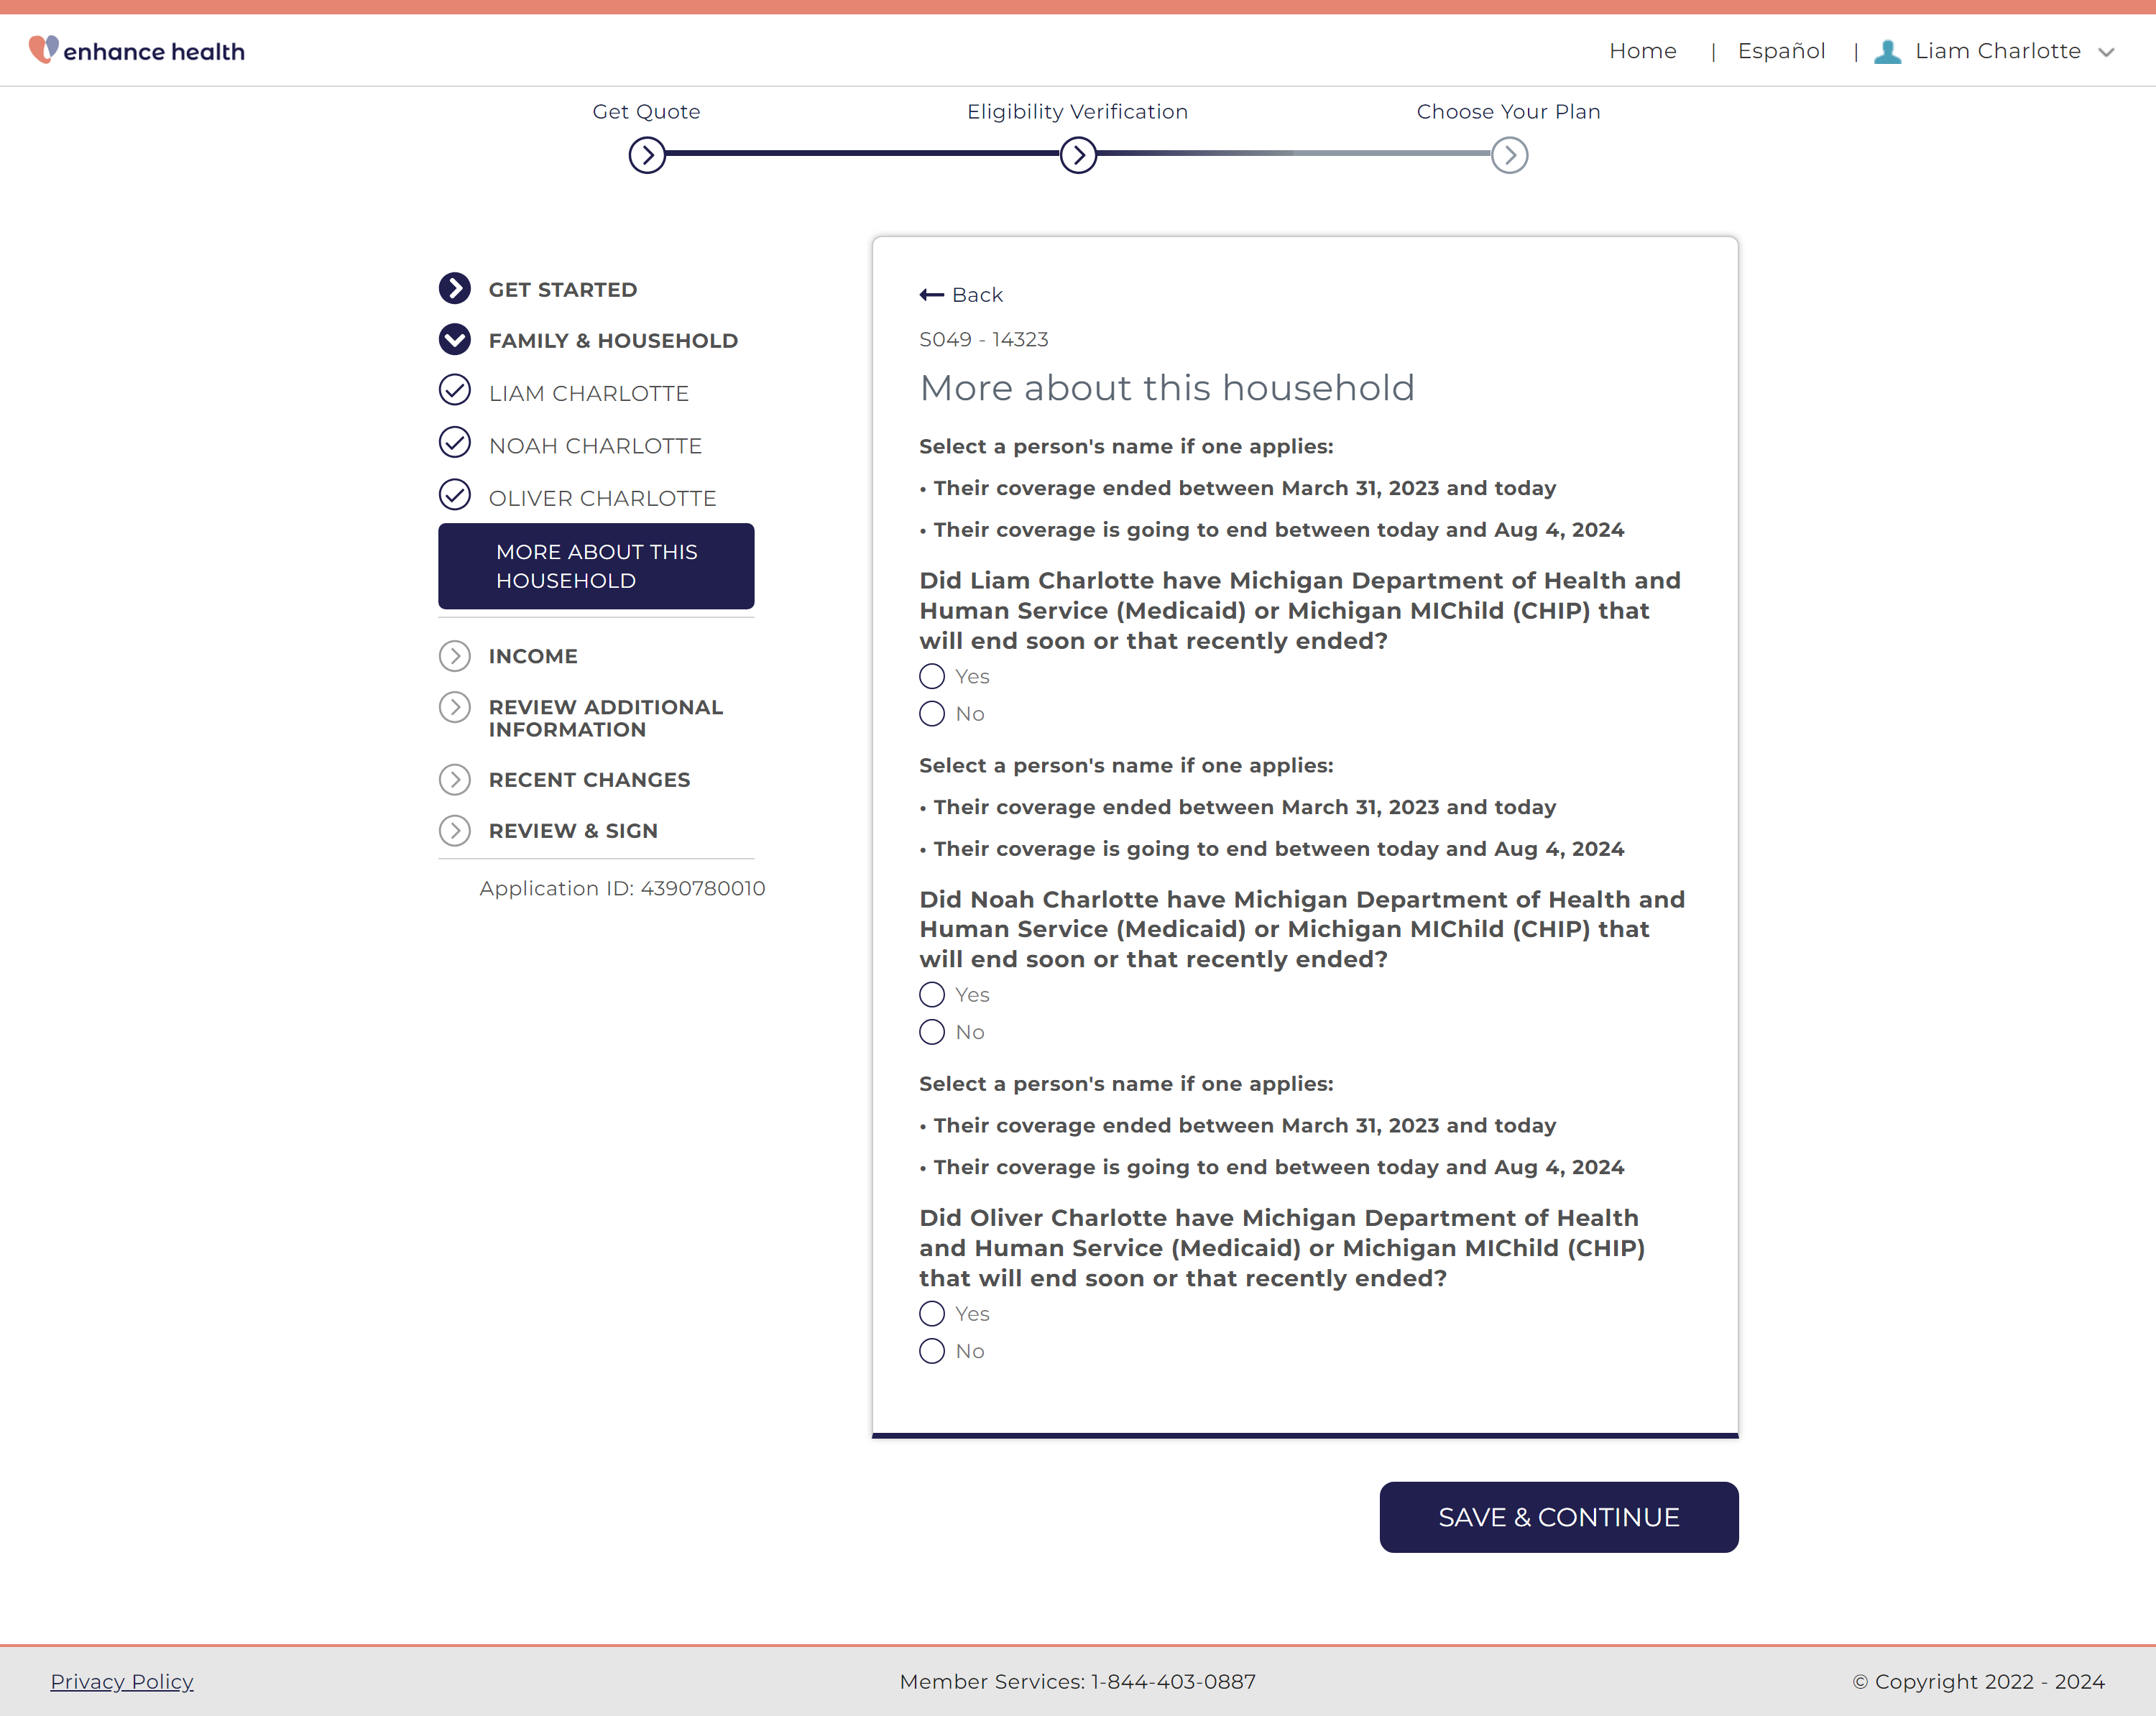 enhance health
Home | Español | Liam Charlotte
Get Quote
Eligibility Verification
Choose Your Plan
GET STARTED
FAMILY & HOUSEHOLD
LIAM CHARLOTTE
NOAH CHARLOTTE
OLIVER CHARLOTTE
MORE ABOUT THIS
HOUSEHOLD
INCOME
REVIEW ADDITIONAL
INFORMATION
RECENT CHANGES
REVIEW & SIGN
Application ID: 4390780010
Back
S049 - 14323
More about this household
Select a person's name if one applies:
• Their coverage ended between March 31, 2023 and today
• Their coverage is going to end between today and Aug 4, 2024
Did Liam Charlotte have Michigan Department of Health and
Human Service (Medicaid) or Michigan MIChild (CHIP) that
will end soon or that recently ended?
Yes
No
Select a person's name if one applies:
• Their coverage ended between March 31, 2023 and today
• Their coverage is going to end between today and Aug 4, 2024
Did Noah Charlotte have Michigan Department of Health and
Human Service (Medicaid) or Michigan MIChild (CHIP) that
will end soon or that recently ended?
Yes
No
Select a person's name if one applies:
• Their coverage ended between March 31, 2023 and today
• Their coverage is going to end between today and Aug 4, 2024
Did Oliver Charlotte have Michigan Department of Health
and Human Service (Medicaid) or Michigan MIChild (CHIP)
that will end soon or that recently ended?
Yes
No
SAVE & CONTINUE
Privacy Policy
Member Services: 1-844-403-0887
© Copyright 2022 - 2024